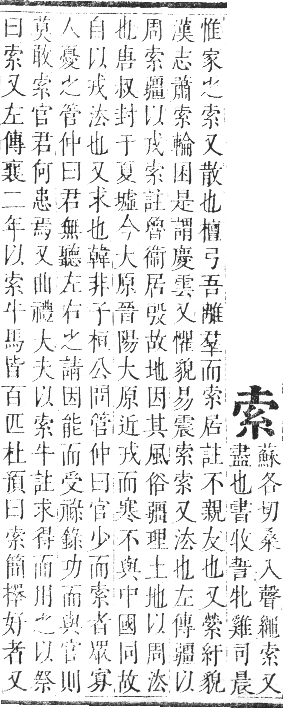 索蘇各切桑入聲繩索又
盡也書牧誓牝雞司晨
惟家之索又散也檀弓吾離羣而索居註不親友也又縈紆貌
漢志蕭索輪囷是謂慶雲又懼貌易震索索又法也左傳疆以
周索疆以戎索註魯衞居殷故地因其風俗疆理土地以周法
也唐叔封于夏墟今大原晉陽大原近戎而寒不與中國同故
自以戎法也又求也韓非子桓公問管仲曰官少而索者眾寡
人憂之管仲曰君無聽左右之請因能而受祿錄功而與官則
莫敢索官君何患焉又曲禮大夫以索牛註求得而用之以祭
曰索又左傳襄二年以索牛馬皆百匹杜預曰索簡擇好者又